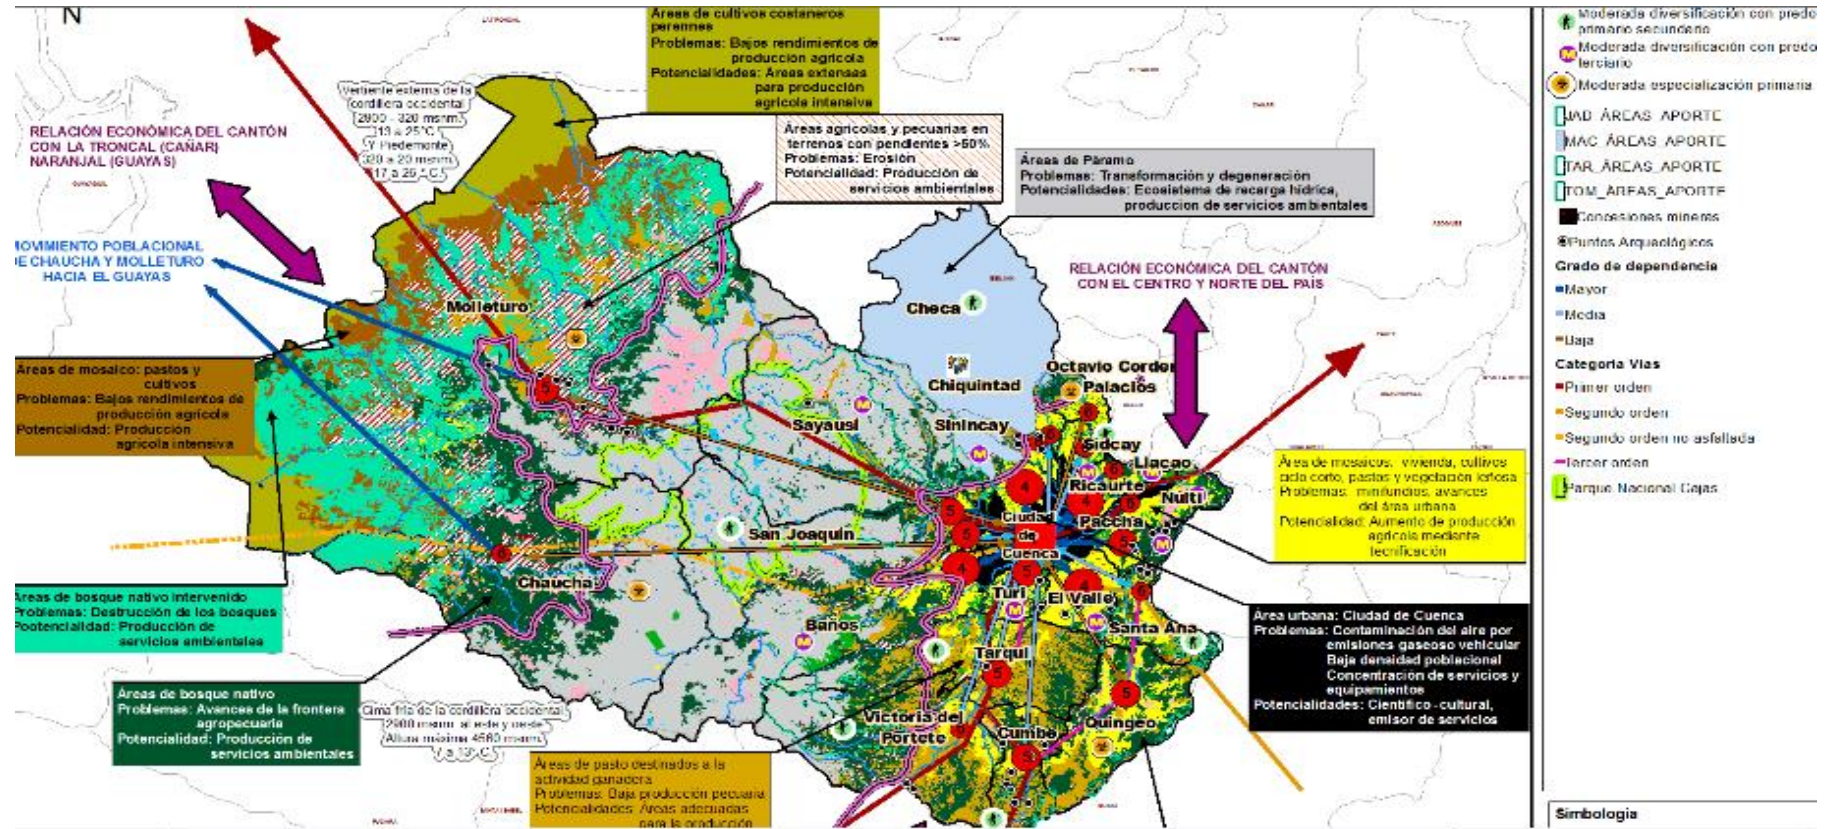 N
Áreas de cultivos costaneros
perennes
Problemas: Bajos rendimientos de
producción agrícola
Potencialidades: Áreas extensas
para producción
agrícola intensiva
Vertiente externa de la
cordillera occidental
2900 - 320 msnm.
13 a 25°C
Y Piedemonte
320 a 20 msnm.
17 a 26 °C
RELACIÓN ECONÓMICA DEL CANTÓN
CON LA TRONCAL (CAÑAR)
NARANJAL (GUAYAS)
Áreas agrícolas y pecuarias en
terrenos con pendientes >50%
Problemas: Erosión
Potencialidad: Producción de
servicios ambientales
Áreas de Páramo
Problemas: Transformación y degeneración
Potencialidades: Ecosistema de recarga hídrica,
produccion de servicios ambientales
MOVIMIENTO POBLACIONAL
DE CHAUCHA Y MOLLETURO
HACIA EL GUAYAS
RELACIÓN ECONÓMICA DEL CANTÓN
CON EL CENTRO Y NORTE DEL PAÍS
Molleturo
Checa
Chiquintad
Octavio Cordero
Palacios
Áreas de mosaico: pastos y
cultivos
Problemas: Bajos rendimientos de
producción agrícola
Potencialidad: Producción
agrícola intensiva
Sayausí
Sinincay
Sidcay
Llacao
Ricaurte
Nulti
Paccha
Ciudad
de
Cuenca
San Joaquin
Chaucha
Área de mosaicos: vivienda, cultivos
ciclo corto, pastos y vegetación leñosa
Problemas: minifundios, avances
del área urbana
Potencialidad: Aumento de producción
agrícola mediante
tecnificación
Áreas de bosque nativo intervenido
Problemas: Destrucción de los bosques
Pootencialidad: Producción de
servicios ambientales
Turi
El Valle
Baños
Santa Ana
Tarqui
Área urbana: Ciudad de Cuenca
Problemas: Contaminación del aire por
emisiones gaseoso vehicular
Baja densidad poblacional
Concentración de servicios y
equipamientos
Potencialidades: Científico-cultural,
emisor de servicios
Áreas de bosque nativo
Problemas: Avances de la frontera
agropecuaria
Potencialidad: Producción de
servicios ambientales
Cima fría de la cordillera occidental
2900 msnm. al este y oeste
Altura máxima 4560 msnm.
7 a 13°C
Victoria del
Portete
Cumbe
Quingeo
Áreas de pasto destinados a la
actividad ganadera
Problemas: Baja producción pecuaria
Potencialidades: Áreas adecuadas
para la producción
Moderada diversificación con predo
primario secundario
Moderada diversificación con predo
terciario
Moderada especialización primaria
JAD_ÁREAS_APORTE
MAC_ÁREAS_APORTE
TAR_ÁREAS_APORTE
TOM_ÁREAS_APORTE
Concesiones mineras
Puntos Arqueológicos
Grado de dependencia
Mayor
Media
Baja
Categoria Vias
Primer orden
Segundo orden
Segundo orden no asfaltada
Tercer orden
Parque Nacional Cajas
Simbologia